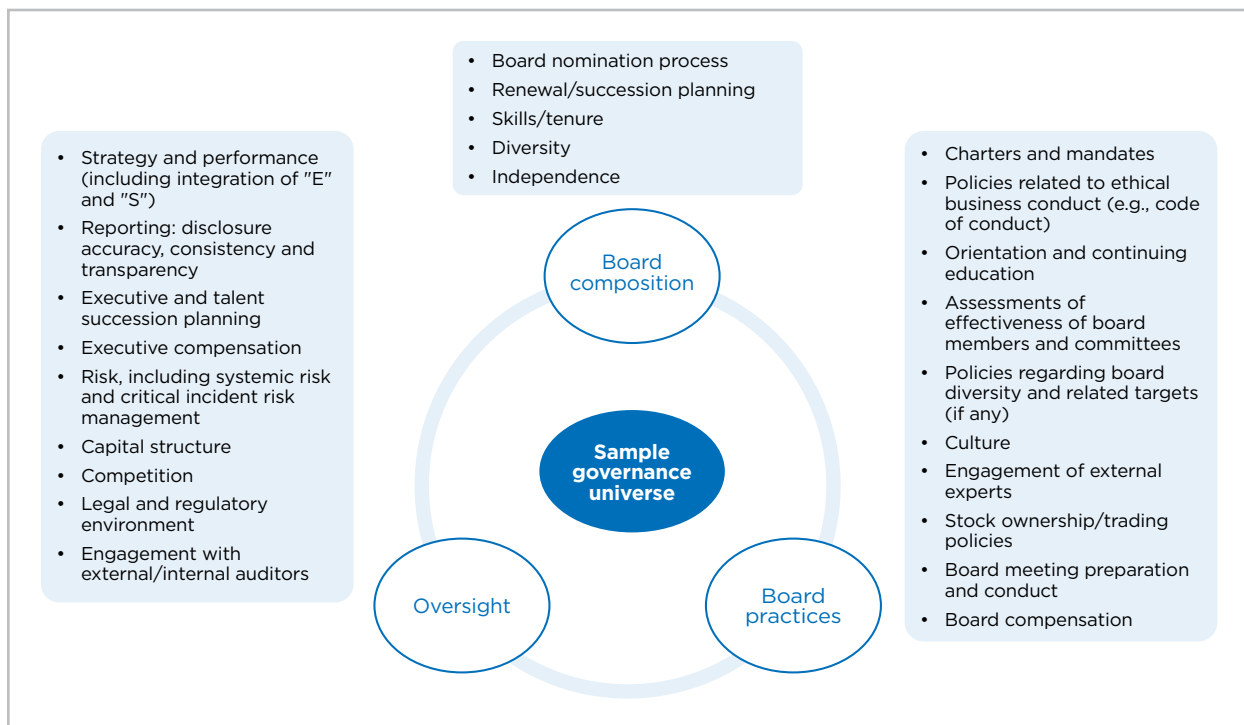 • Board nomination process
• Renewal/succession planning
• Skills/tenure
• Diversity
• Independence
• Strategy and performance
(including integration of "E"
and "S")
• Reporting: disclosure
accuracy, consistency and
transparency
• Executive and talent
succession planning
• Executive compensation
• Risk, including systemic risk
and critical incident risk
management
• Capital structure
• Competition
• Legal and regulatory
environment
• Engagement with
external/internal auditors
• Charters and mandates
• Policies related to ethical
business conduct (e.g., code
of conduct)
• Orientation and continuing
education
• Assessments of
effectiveness of board
members and committees
• Policies regarding board
diversity and related targets
(if any)
• Culture
• Engagement of external
experts
• Stock ownership/trading
policies
• Board meeting preparation
and conduct
• Board compensation
Board
composition
Sample
governance
universe
Oversight
Board
practices